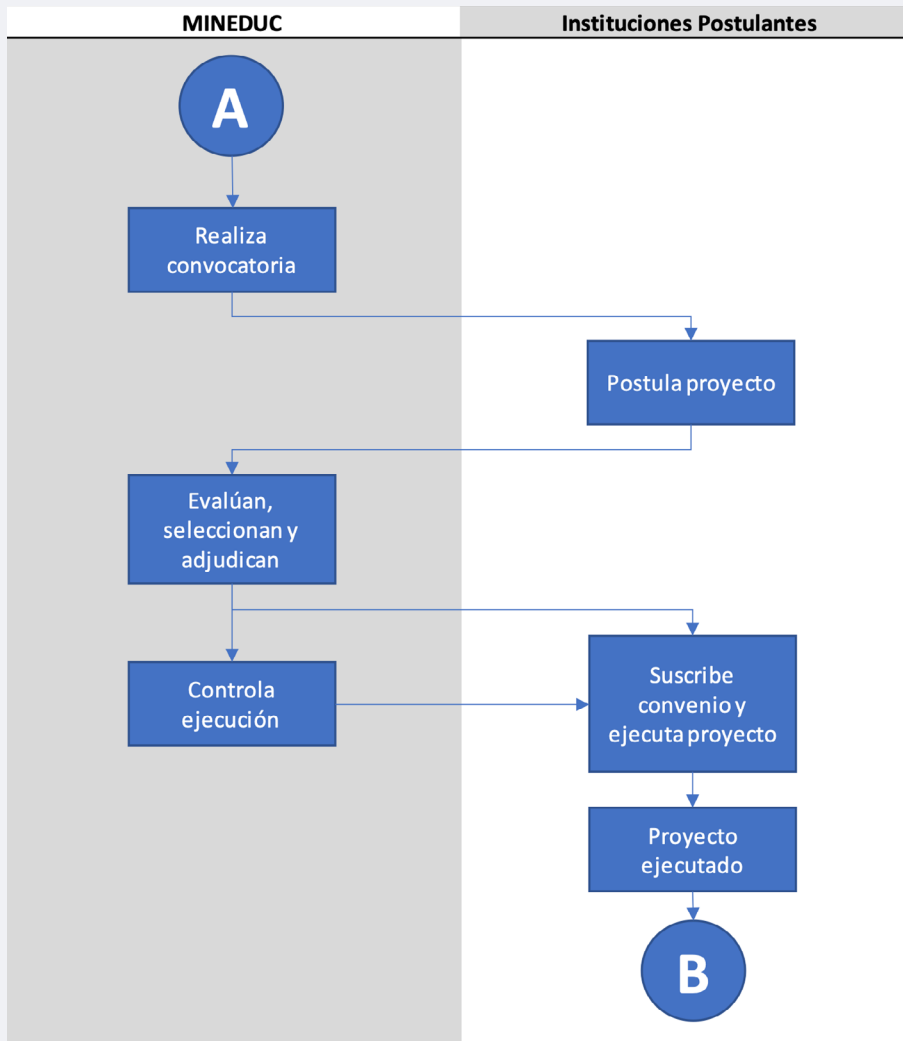 MINEDUC
Instituciones Postulantes
A
Realiza
convocatoria
Postula proyecto
Evalúan,
seleccionan y
adjudican
Controla
ejecución
Suscribe
convenio y
ejecuta proyecto
Proyecto
ejecutado
B